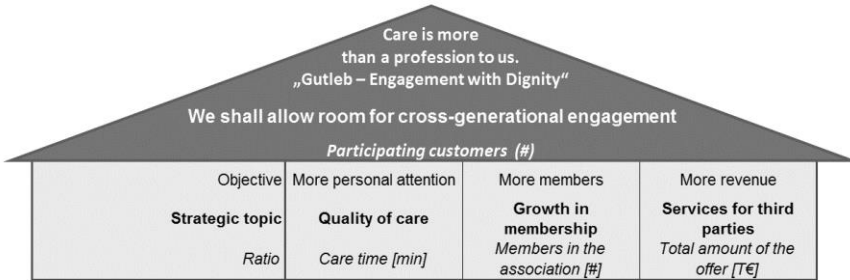 Care is more
than a profession to us.
„Gutleb – Engagement with Dignity“
We shall allow room for cross-generational engagement
Participating customers (#)
Objective More personal attention More members More revenue
Strategic topic Quality of care Growth in membership Services for third parties
Ratio Care time [min] Members in the association [#] Total amount of the offer [T€]